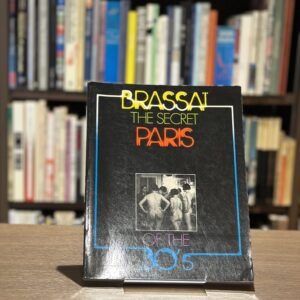 BRASSAÏ
THE SECRET
PARIS
OF THE
30's